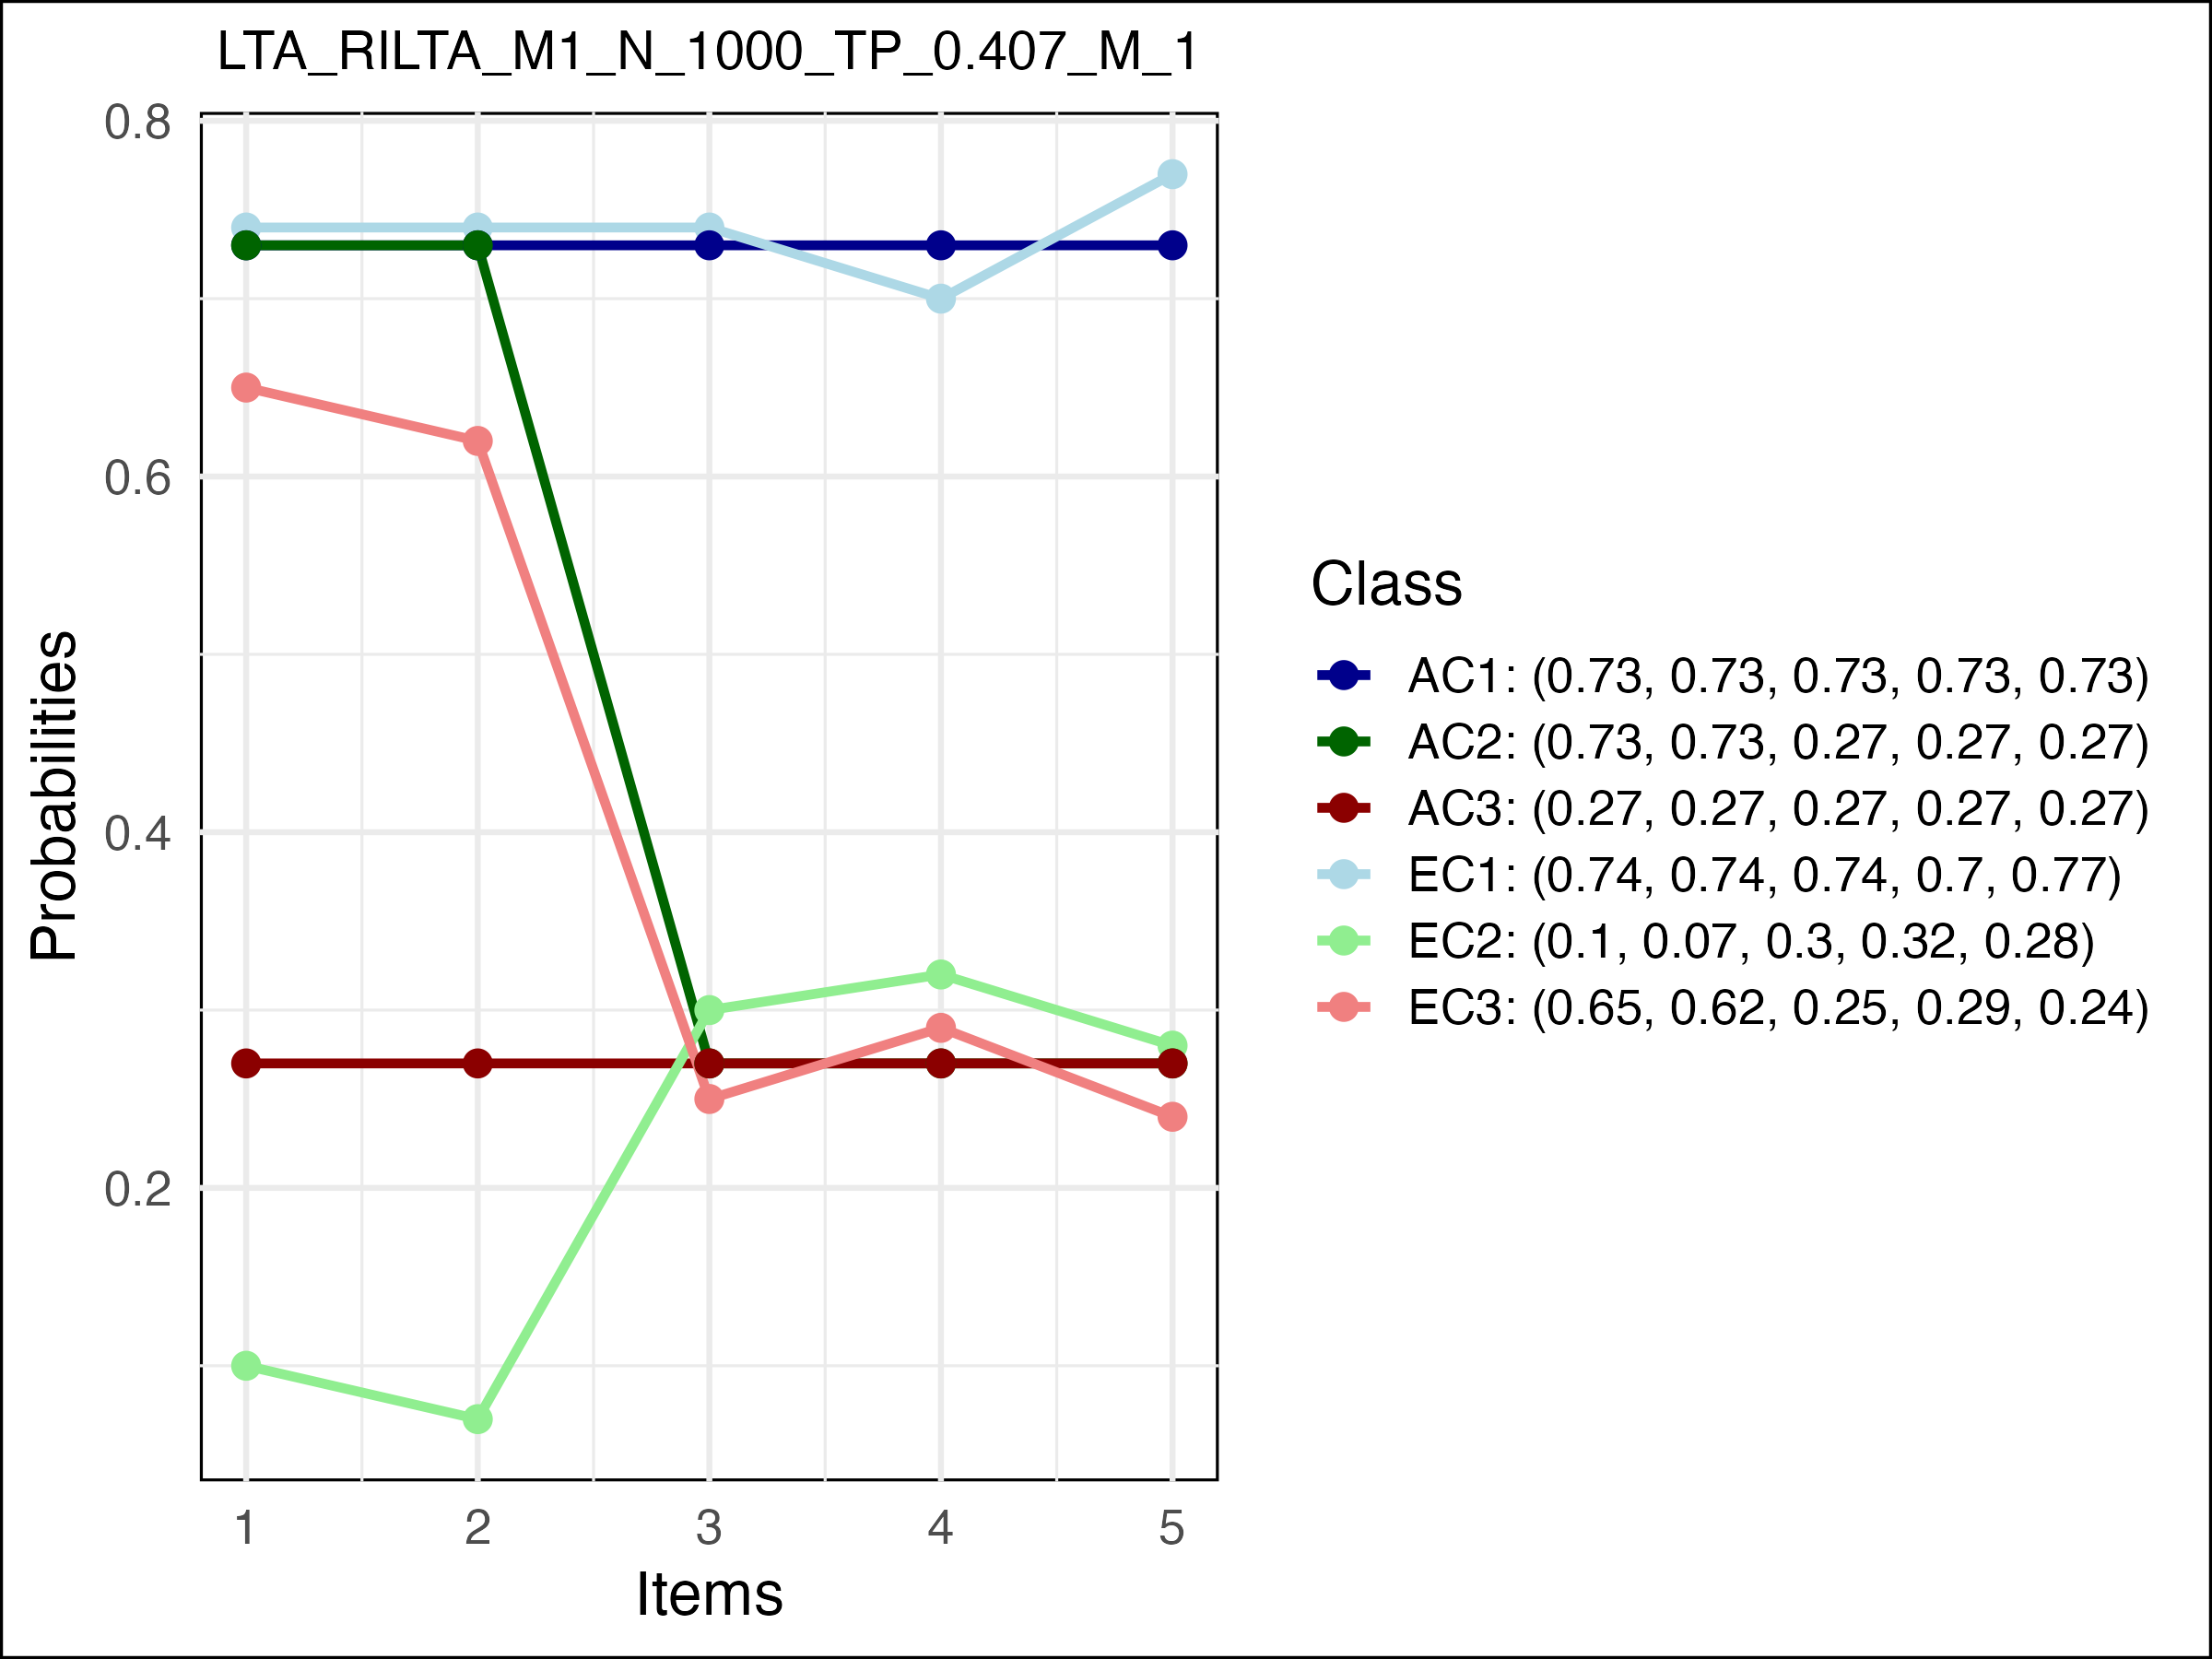 LTA_RILTA_M1_N_1000_TP_0.407_M_1
0.8
0.6
0.4
0.2
Probabilities
1 2 3 4 5
Items
Class
AC1: (0.73, 0.73, 0.73, 0.73, 0.73)
AC2: (0.73, 0.73, 0.27, 0.27, 0.27)
AC3: (0.27, 0.27, 0.27, 0.27, 0.27)
EC1: (0.74, 0.74, 0.74, 0.7, 0.77)
EC2: (0.1, 0.07, 0.3, 0.32, 0.28)
EC3: (0.65, 0.62, 0.25, 0.29, 0.24)